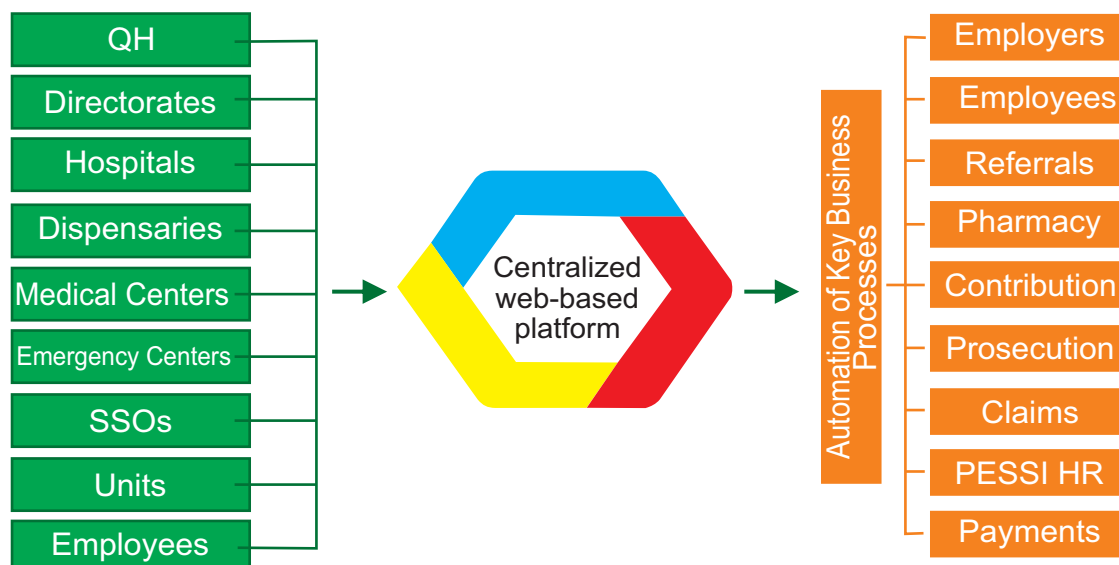 QH
Directorates
Hospitals
Dispensaries
Medical Centers
Emergency Centers
SSOs
Units
Employees
Centralized
web-based
platform
Automation of Key Business
Processes
Employers
Employees
Referrals
Pharmacy
Contribution
Prosecution
Claims
PESSI HR
Payments